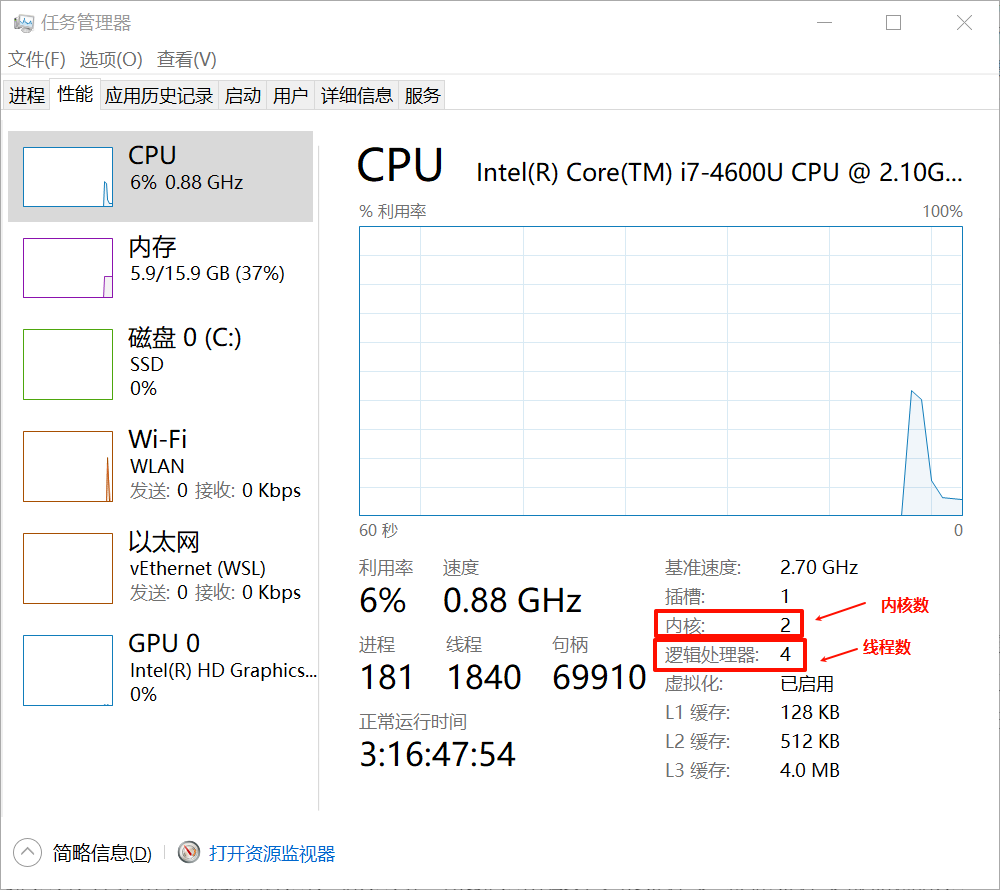 任务管理器
文件(F) 选项(O) 查看(V)
进程 性能 应用历史记录 启动 用户 详细信息 服务
CPU
6% 0.88 GHz
内存
5.9/15.9 GB (37%)
磁盘 0 (C:)
SSD
0%
Wi-Fi
WLAN
发送: 0 接收: 0 Kbps
以太网
vEthernet (WSL)
发送: 0 接收: 0 Kbps
GPU 0
Intel(R) HD Graphics...
0%
CPU Intel(R) Core(TM) i7-4600U CPU @ 2.10G...
% 利用率 100%
60 秒 0
利用率 速度
6% 0.88 GHz
进程 线程 句柄
181 1840 69910
正常运行时间
3:16:47:54
基准速度: 2.70 GHz
插槽: 1
内核: 2 内核数
逻辑处理器: 4 线程数
虚拟化: 已启用
L1 缓存: 128 KB
L2 缓存: 512 KB
L3 缓存: 4.0 MB
简略信息(D) 打开资源监视器